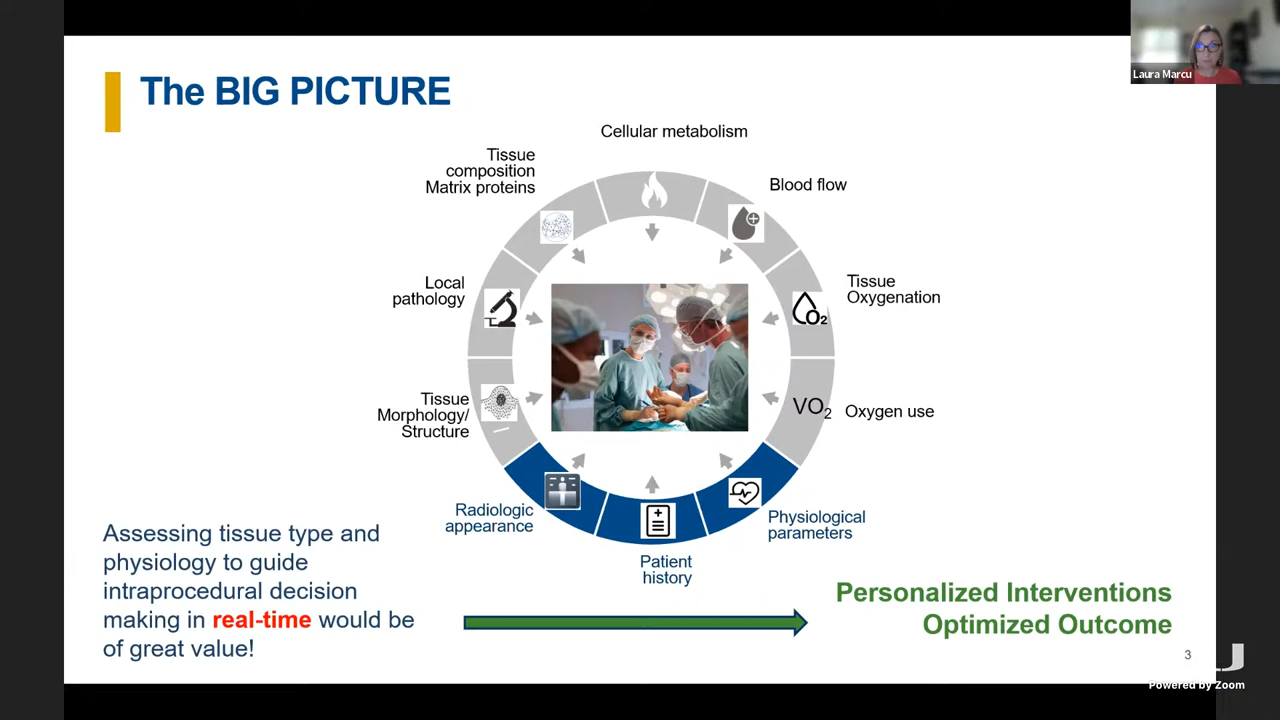 Laura Marcu
The BIG PICTURE
Cellular metabolism
Tissue
composition
Matrix proteins
Blood flow
Local
pathology
Tissue
Oxygenation
O2
Tissue
Morphology/
Structure
VO2
Oxygen use
Radiologic
appearance
Patient
history
Physiological
parameters
Assessing tissue type and
physiology to guide
intraprocedural decision
making in real-time would be
of great value!
Personalized Interventions
Optimized Outcome
3
Powered by Zoom